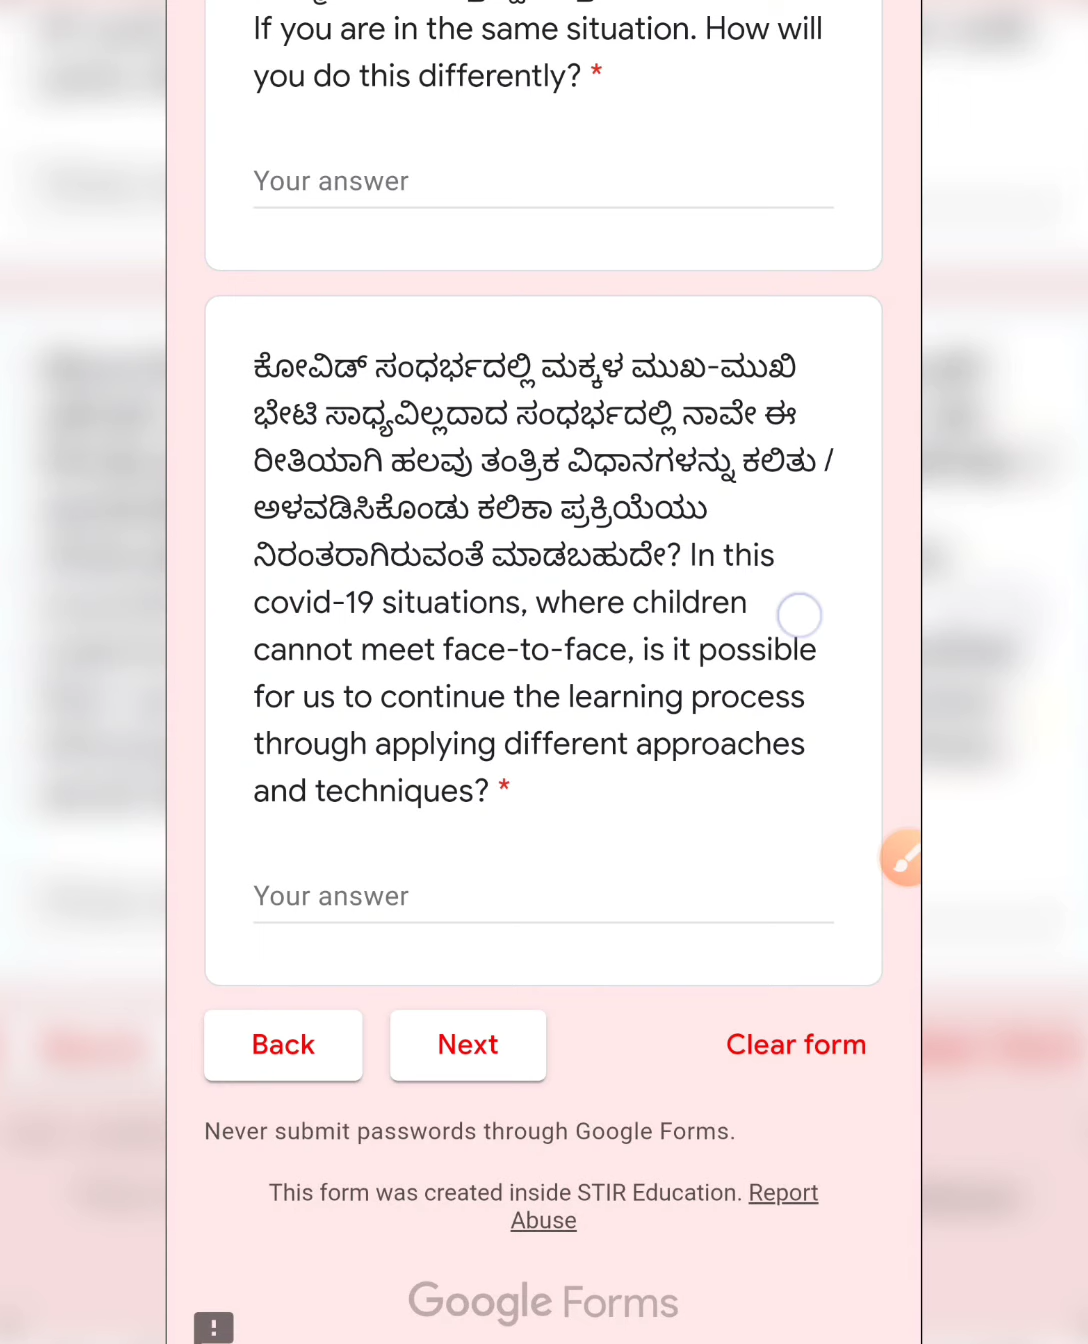 If you are in the same situation. How will
you do this differently? *
Your answer
ಕೋವಿಡ್ ಸಂಧರ್ಭದಲ್ಲಿ ಮಕ್ಕಳ ಮುಖ-ಮುಖಿ
ಭೇಟಿ ಸಾಧ್ಯವಿಲ್ಲದಾದ ಸಂಧರ್ಭದಲ್ಲಿ ನಾವೇ ಈ
ರೀತಿಯಾಗಿ ಹಲವು ತಂತ್ರಿಕ ವಿಧಾನಗಳನ್ನು ಕಲಿತು /
ಅಳವಡಿಸಿಕೊಂಡು ಕಲಿಕಾ ಪ್ರಕ್ರಿಯೆಯು
ನಿರಂತರಾಗಿರುವಂತೆ ಮಾಡಬಹುದೇ? In this
covid-19 situations, where children
cannot meet face-to-face, is it possible
for us to continue the learning process
through applying different approaches
and techniques? *
Your answer
Back Next Clear form
Never submit passwords through Google Forms.
This form was created inside STIR Education. Report
Abuse
Google Forms